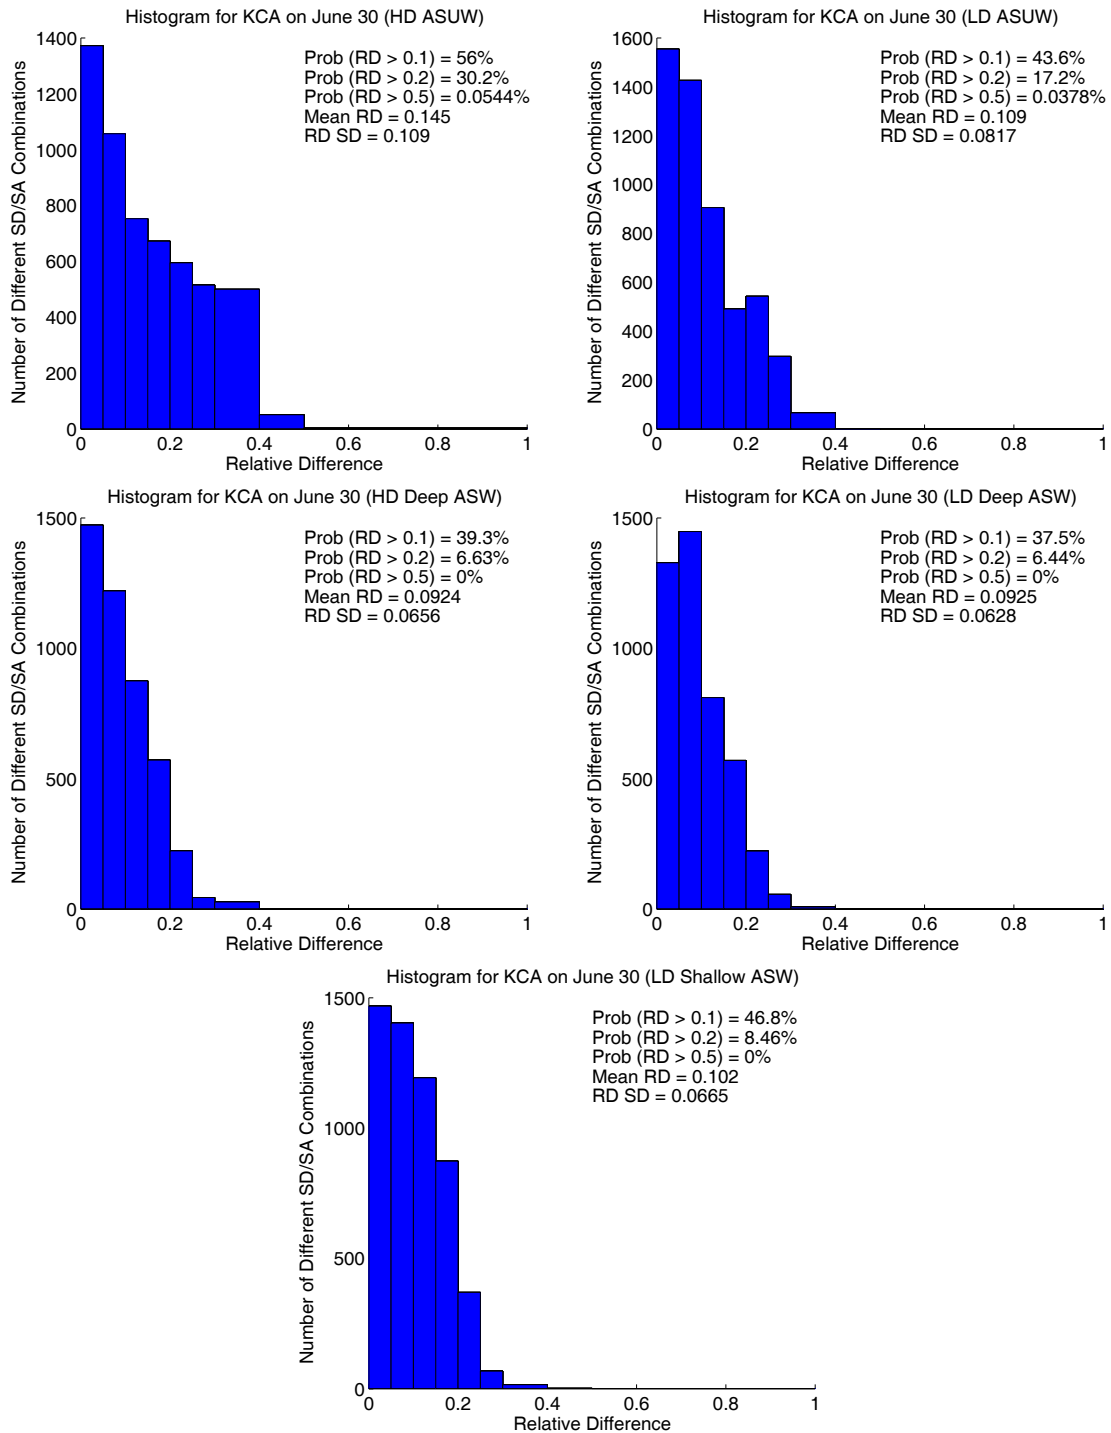 Histogram for KCA on June 30 (HD ASUW)
Prob (RD > 0.1) = 56%
Prob (RD > 0.2) = 30.2%
Prob (RD > 0.5) = 0.0544%
Mean RD = 0.145
RD SD = 0.109
Number of Different SD/SA Combinations
1400
1200
1000
800
600
400
200
0
0 0.2 0.4 0.6 0.8 1
Relative Difference
Histogram for KCA on June 30 (LD ASUW)
Prob (RD > 0.1) = 43.6%
Prob (RD > 0.2) = 17.2%
Prob (RD > 0.5) = 0.0378%
Mean RD = 0.109
RD SD = 0.0817
Number of Different SD/SA Combinations
1600
1400
1200
1000
800
600
400
200
0
0 0.2 0.4 0.6 0.8 1
Relative Difference
Histogram for KCA on June 30 (HD Deep ASW)
Prob (RD > 0.1) = 39.3%
Prob (RD > 0.2) = 6.63%
Prob (RD > 0.5) = 0%
Mean RD = 0.0924
RD SD = 0.0656
Number of Different SD/SA Combinations
1500
1000
500
0
0 0.2 0.4 0.6 0.8 1
Relative Difference
Histogram for KCA on June 30 (LD Deep ASW)
Prob (RD > 0.1) = 37.5%
Prob (RD > 0.2) = 6.44%
Prob (RD > 0.5) = 0%
Mean RD = 0.0925
RD SD = 0.0628
Number of Different SD/SA Combinations
1500
1000
500
0
0 0.2 0.4 0.6 0.8 1
Relative Difference
Histogram for KCA on June 30 (LD Shallow ASW)
Prob (RD > 0.1) = 46.8%
Prob (RD > 0.2) = 8.46%
Prob (RD > 0.5) = 0%
Mean RD = 0.102
RD SD = 0.0665
Number of Different SD/SA Combinations
1500
1000
500
0
0 0.2 0.4 0.6 0.8 1
Relative Difference